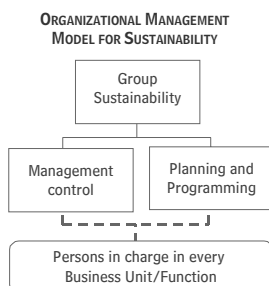 ORGANIZATIONAL MANAGEMENT
MODEL FOR SUSTAINABILITY
Group
Sustainability
Management
control
Planning and
Programming
Persons in charge in every
Business Unit/Function